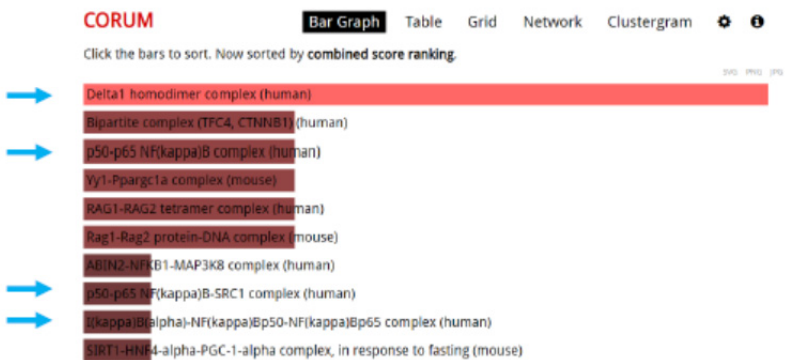 CORUM
Bar Graph Table Grid Network Clustergram
Click the bars to sort. Now sorted by combined score ranking.
SVG PNG JPG
Delta1 homodimer complex (human)
Bipartite complex (TFC4, CTNNB1) (human)
p50-p65 NF(kappa)B complex (human)
Yy1-Ppargc1a complex (mouse)
RAG1-RAG2 tetramer complex (human)
Rag1-Rag2 protein-DNA complex (mouse)
ABIN2-NFKB1-MAP3K8 complex (human)
p50-p65 NF(kappa)B-SRC1 complex (human)
I(kappa)B(alpha)-NF(kappa)Bp50-NF(kappa)Bp65 complex (human)
SIRT1-HNF4-alpha-PGC-1-alpha complex, in response to fasting (mouse)